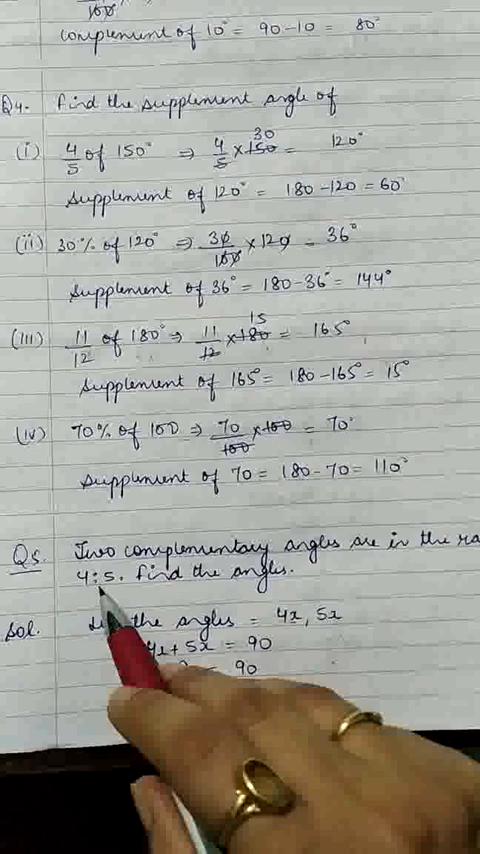 100
Complement of 10° = 90-10 = 80°
Q4. Find the supplement angle of
(i) 4/5 of 150° ⇒ 4/5 × 150 30 = 120°
Supplement of 120° = 180-120 = 60°
(ii) 30% of 120° ⇒ 30/100 × 120 = 36°
Supplement of 36° = 180-36° = 144°
(iii) 11/12 of 180° ⇒ 11/12 × 180 15 = 165°
Supplement of 165° = 180-165° = 15°
(iv) 70% of 100 ⇒ 70/100 × 100 = 70°
Supplement of 70 = 180-70 = 110°
Q5. Two complementary angles are in the ra
4:5. Find the angles.
Sol. the angles = 4x, 5x
4x + 5x = 90
= 90